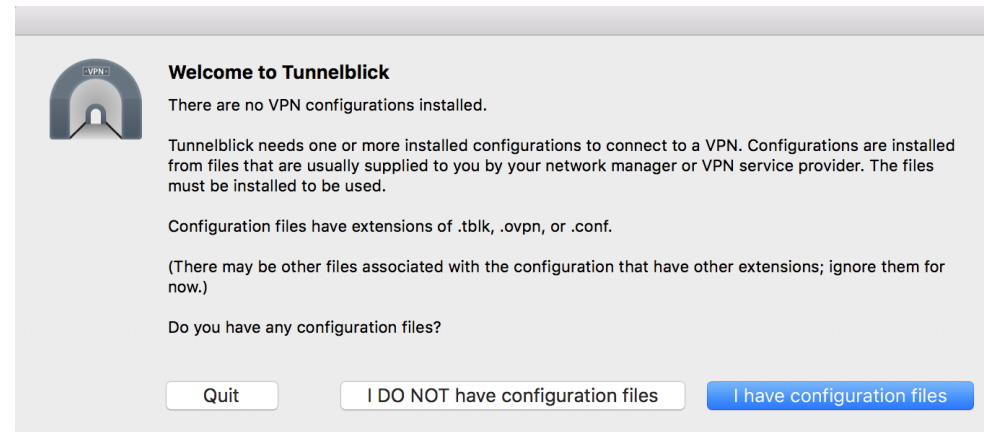 ·VPN·
Welcome to Tunnelblick
There are no VPN configurations installed.
Tunnelblick needs one or more installed configurations to connect to a VPN. Configurations are installed
from files that are usually supplied to you by your network manager or VPN service provider. The files
must be installed to be used.
Configuration files have extensions of .tblk, .ovpn, or .conf.
(There may be other files associated with the configuration that have other extensions; ignore them for
now.)
Do you have any configuration files?
Quit
I DO NOT have configuration files
I have configuration files